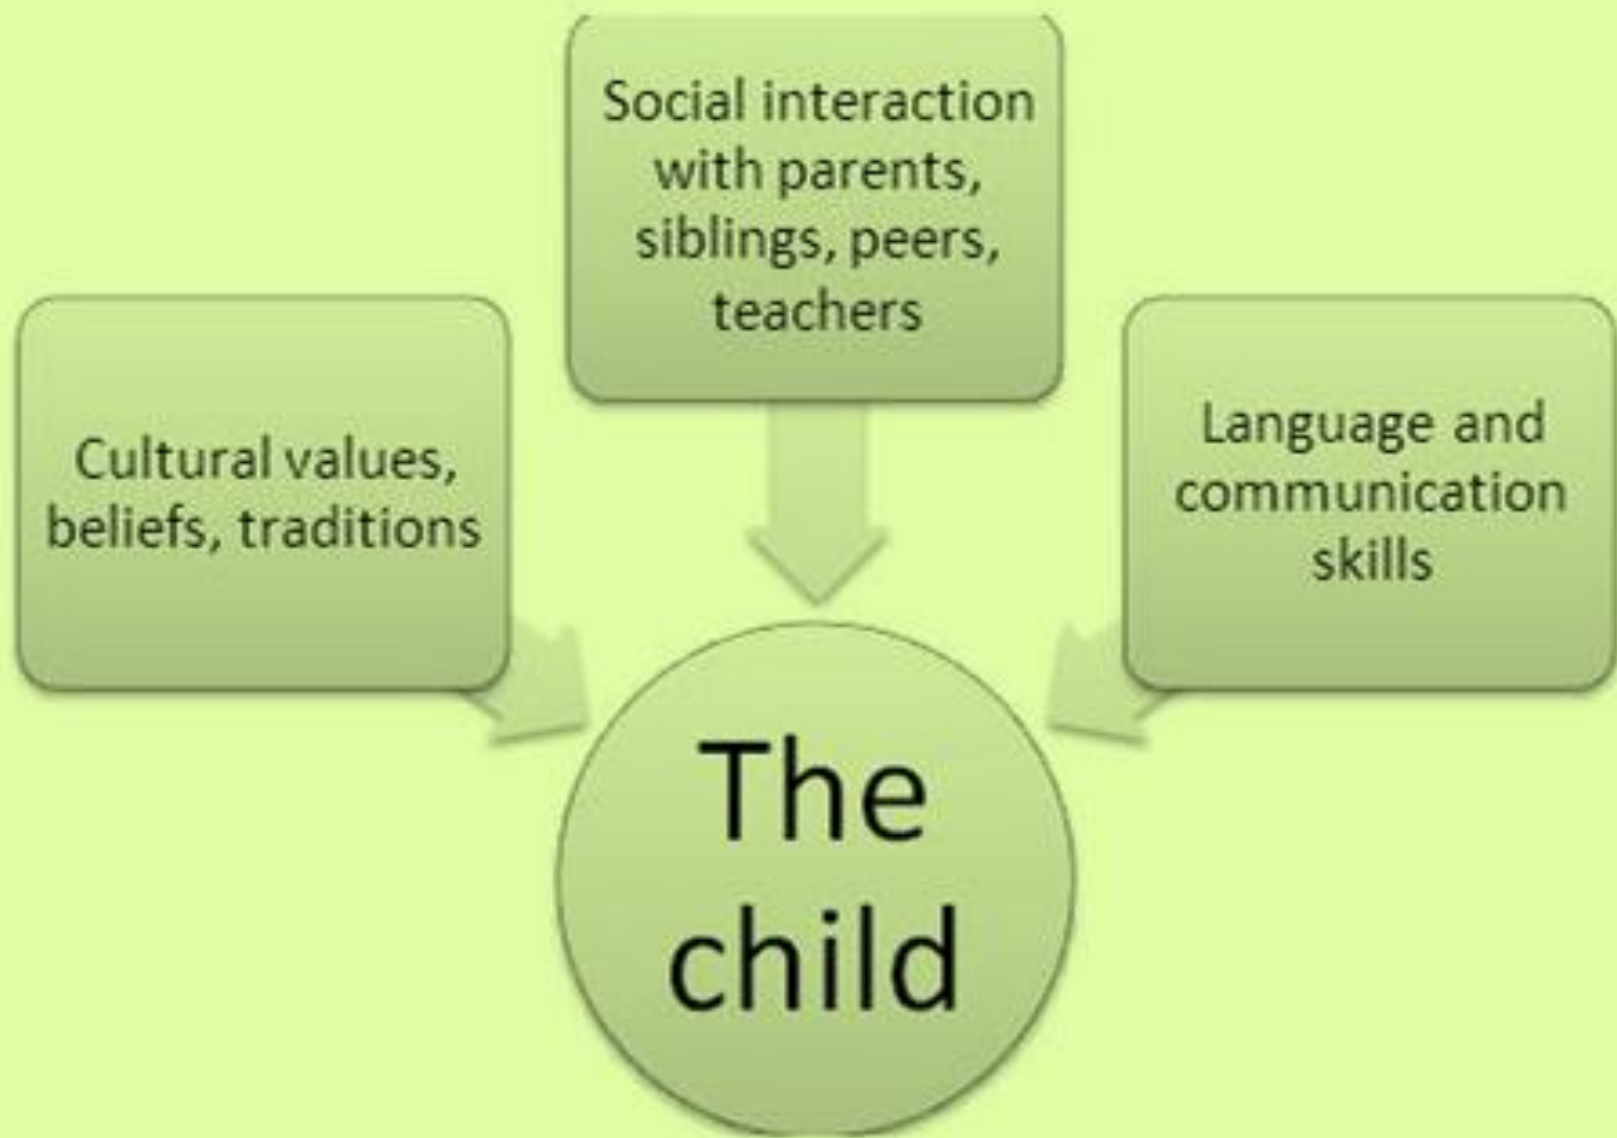 Social interaction
with parents,
siblings, peers,
teachers
Cultural values,
beliefs, traditions
Language and
communication
skills
The
child